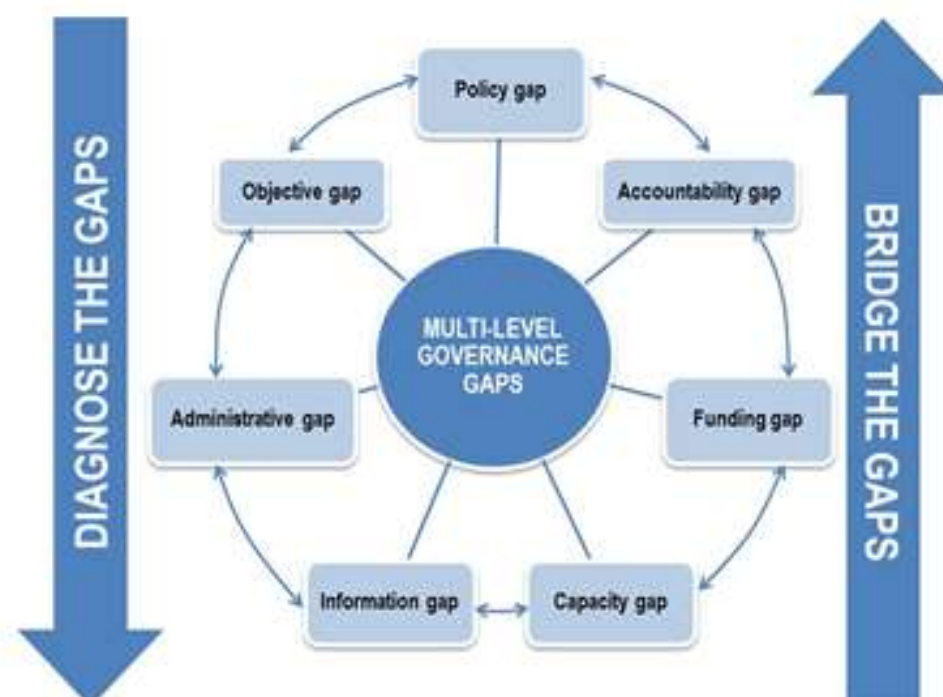 DIAGNOSE THE GAPS
Policy gap
Objective gap
Accountability gap
MULTI-LEVEL
GOVERNANCE
GAPS
Administrative gap
Funding gap
Information gap
Capacity gap
BRIDGE THE GAPS